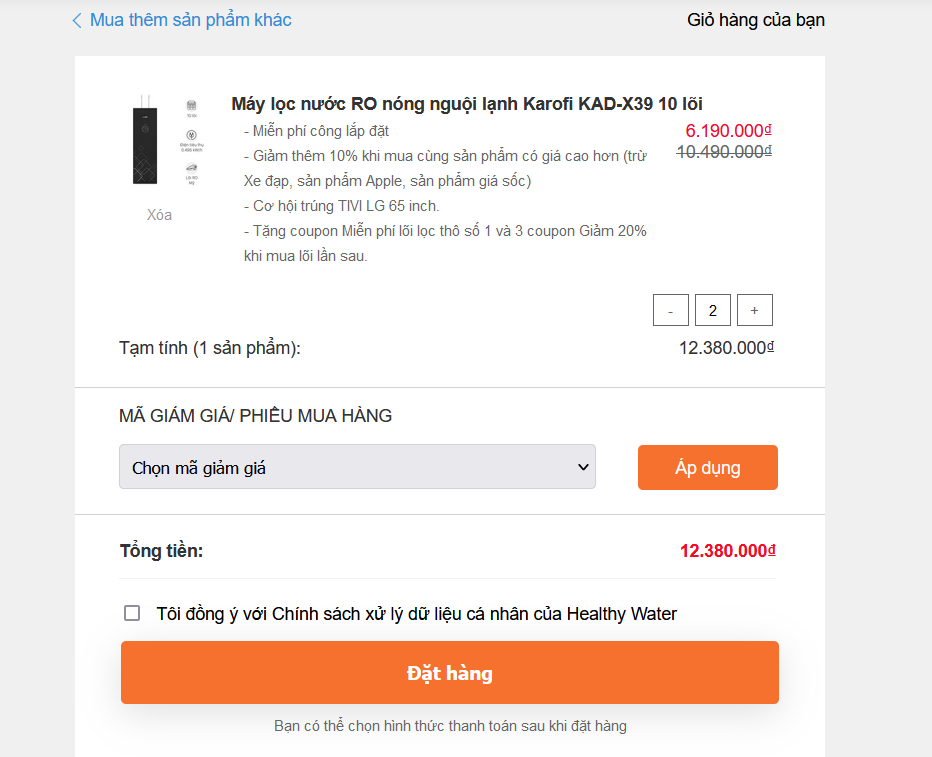 Mua thêm sản phẩm khác
Giỏ hàng của bạn
Máy lọc nước RO nóng nguội lạnh Karofi KAD-X39 10 lõi
- Miễn phí công lắp đặt
6.190.000₫
- Giảm thêm 10% khi mua cùng sản phẩm có giá cao hơn (trừ
10.490.000₫
Xe đạp, sản phẩm Apple, sản phẩm giá sốc)
- Cơ hội trúng TIVI LG 65 inch.
Xóa
- Tặng coupon Miễn phí lõi lọc thô số 1 và 3 coupon Giảm 20%
khi mua lõi lần sau.
- 2 +
Tạm tính (1 sản phẩm):
12.380.000₫
MÃ GIẢM GIÁ/ PHIẾU MUA HÀNG
Chọn mã giảm giá
Áp dụng
Tổng tiền:
12.380.000₫
Tôi đồng ý với Chính sách xử lý dữ liệu cá nhân của Healthy Water
Đặt hàng
Bạn có thể chọn hình thức thanh toán sau khi đặt hàng